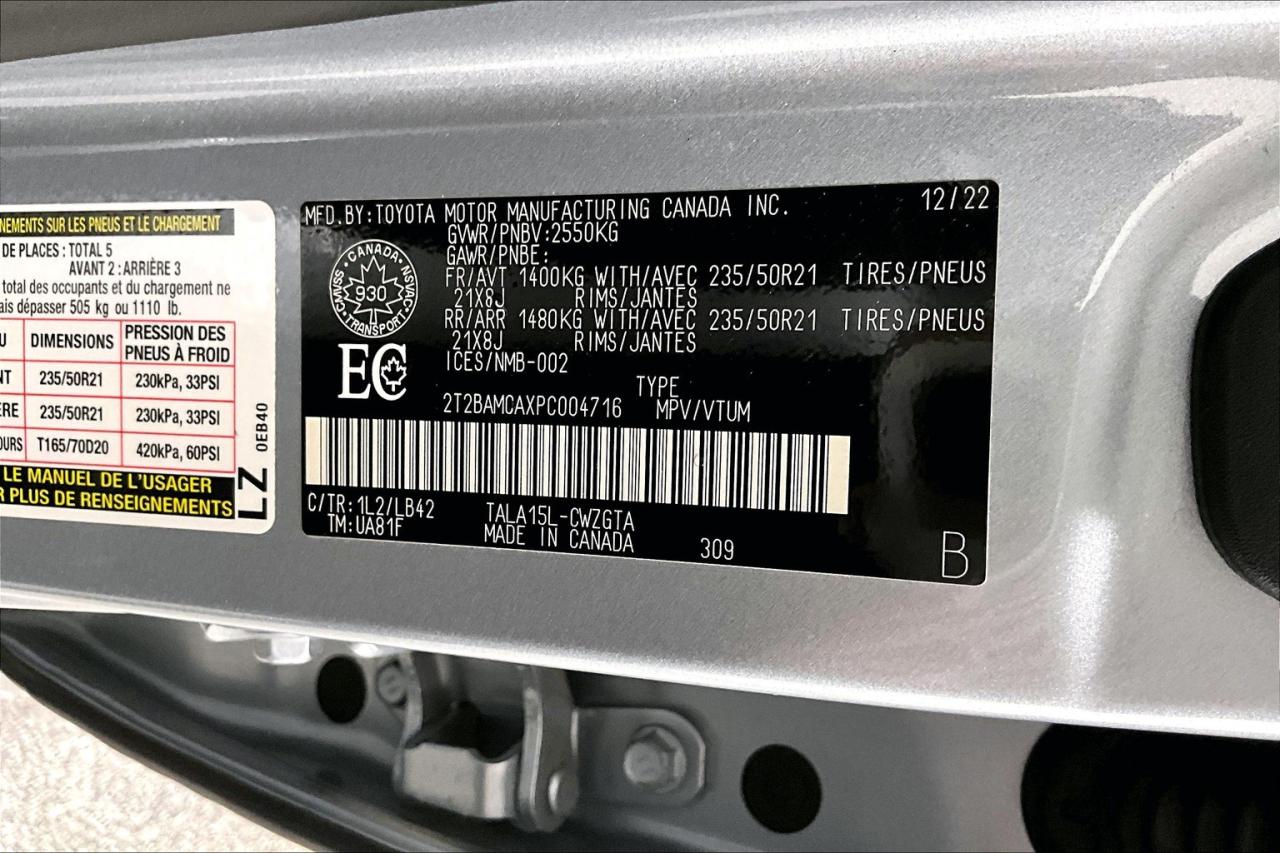 NEMENTS SUR LES PNEUS ET LE CHARGEMENT
DE PLACES : TOTAL 5
AVANT 2 : ARRIÈRE 3
total des occupants et du chargement ne
ais dépasser 505 kg ou 1110 lb.
U DIMENSIONS PRESSION DES PNEUS À FROID
NT 235/50R21 230kPa, 33PSI
ÈRE 235/50R21 230kPa, 33PSI
OURS T165/70D20 420kPa, 60PSI
LE MANUEL DE L'USAGER
R PLUS DE RENSEIGNEMENTS
LZ 0EB40
MFD.BY:TOYOTA MOTOR MANUFACTURING CANADA INC. 12/22
GVWR/PNBV:2550KG
GAWR/PNBE:
FR/AVT 1400KG WITH/AVEC 235/50R21 TIRES/PNEUS
21X8J RIMS/JANTES
RR/ARR 1480KG WITH/AVEC 235/50R21 TIRES/PNEUS
21X8J RIMS/JANTES
ICES/NMB-002
CANADA
CMVSS 930 NSVAC
TRANSPORT
EC
TYPE
2T2BAMCAXPC004716 MPV/VTUM
C/TR:1L2/LB42 TALA15L-CWZGTA
TM:UA81F MADE IN CANADA 309
B